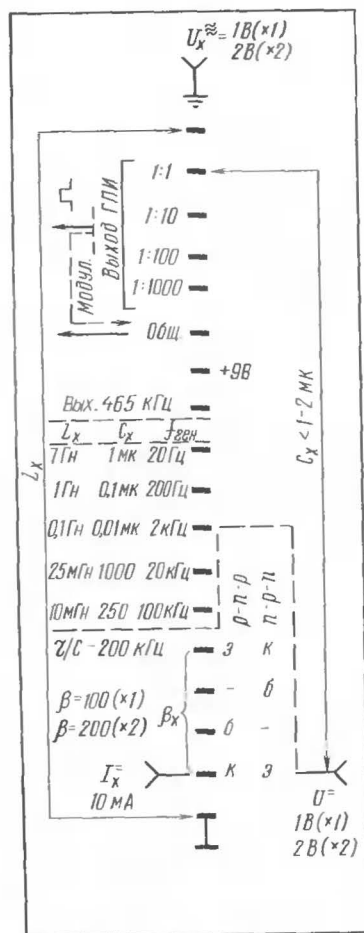 Uₓ≈ = 1В(×1)
2В(×2)
1:1
1:10
1:100
1:1000
Выход ГПИ
Модул.
Общ.
+9В
Вых. 465 кГц
Lₓ Cₓ fген
7Гн 1мк 20Гц
1Гн 0,1мк 200Гц
0,1Гн 0,01мк 2кГц
25мГн 1000 20кГц
10мГн 250 100кГц
τ/С - 200 кГц
p-n-p
n-p-n
э к
- б
б -
к э
β=100(×1)
β=200(×2)
βₓ
Iₓ=
10 мА
U=
1В(×1)
2В(×2)
Lₓ
Cₓ < 1-2 мк